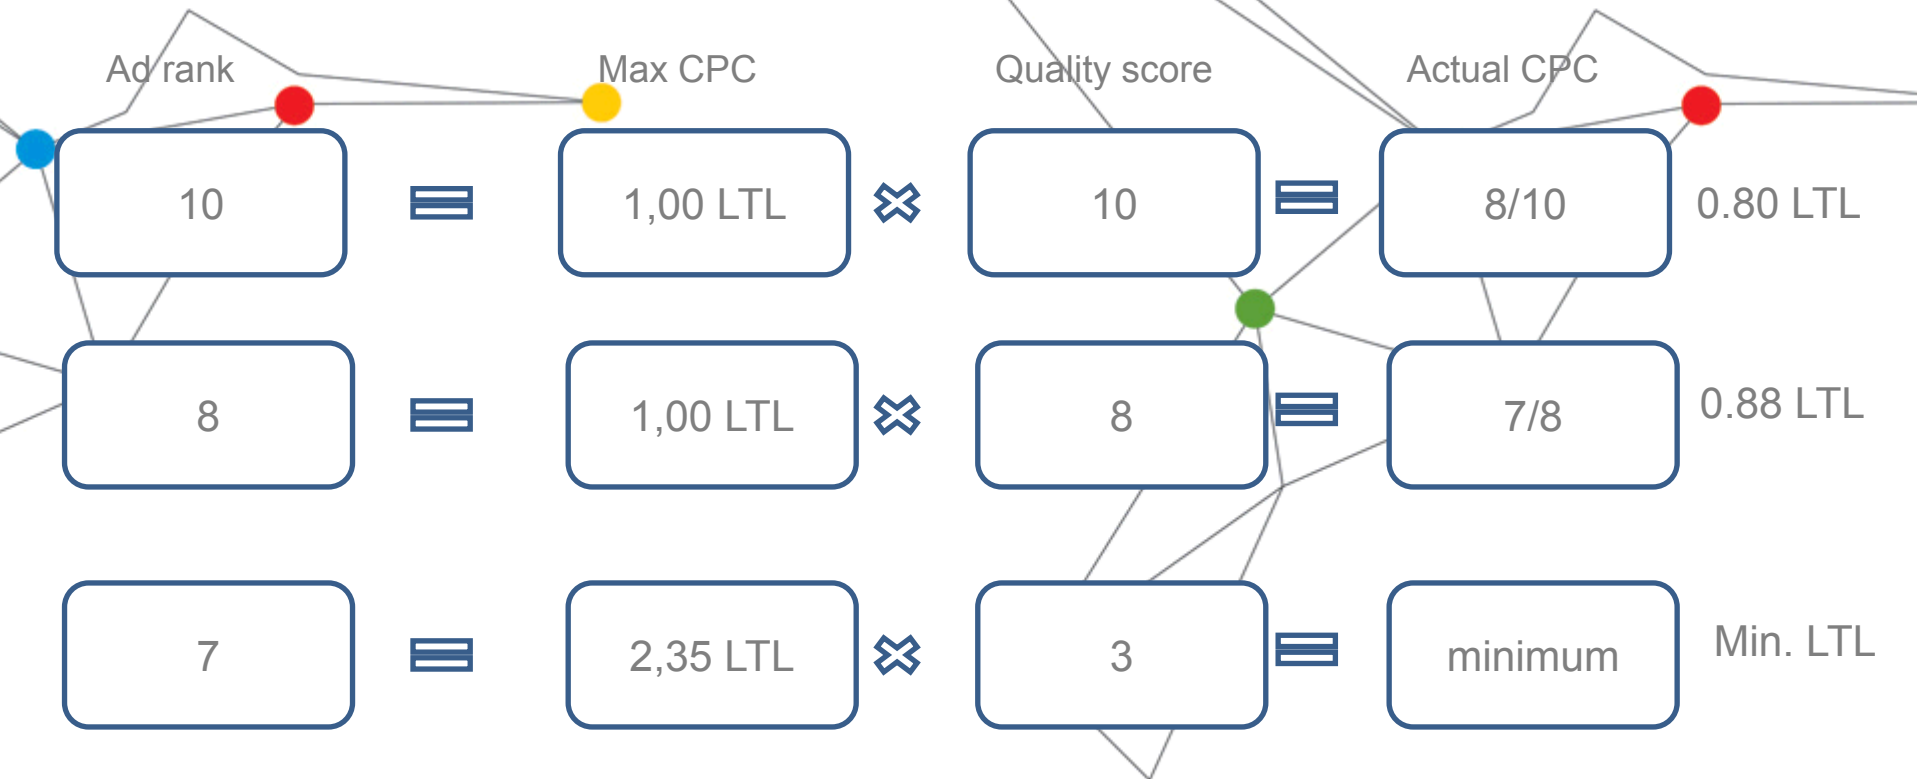 Ad rank Max CPC Quality score Actual CPC
10 1,00 LTL 10 8/10 0.80 LTL
8 1,00 LTL 8 7/8 0.88 LTL
7 2,35 LTL 3 minimum Min. LTL